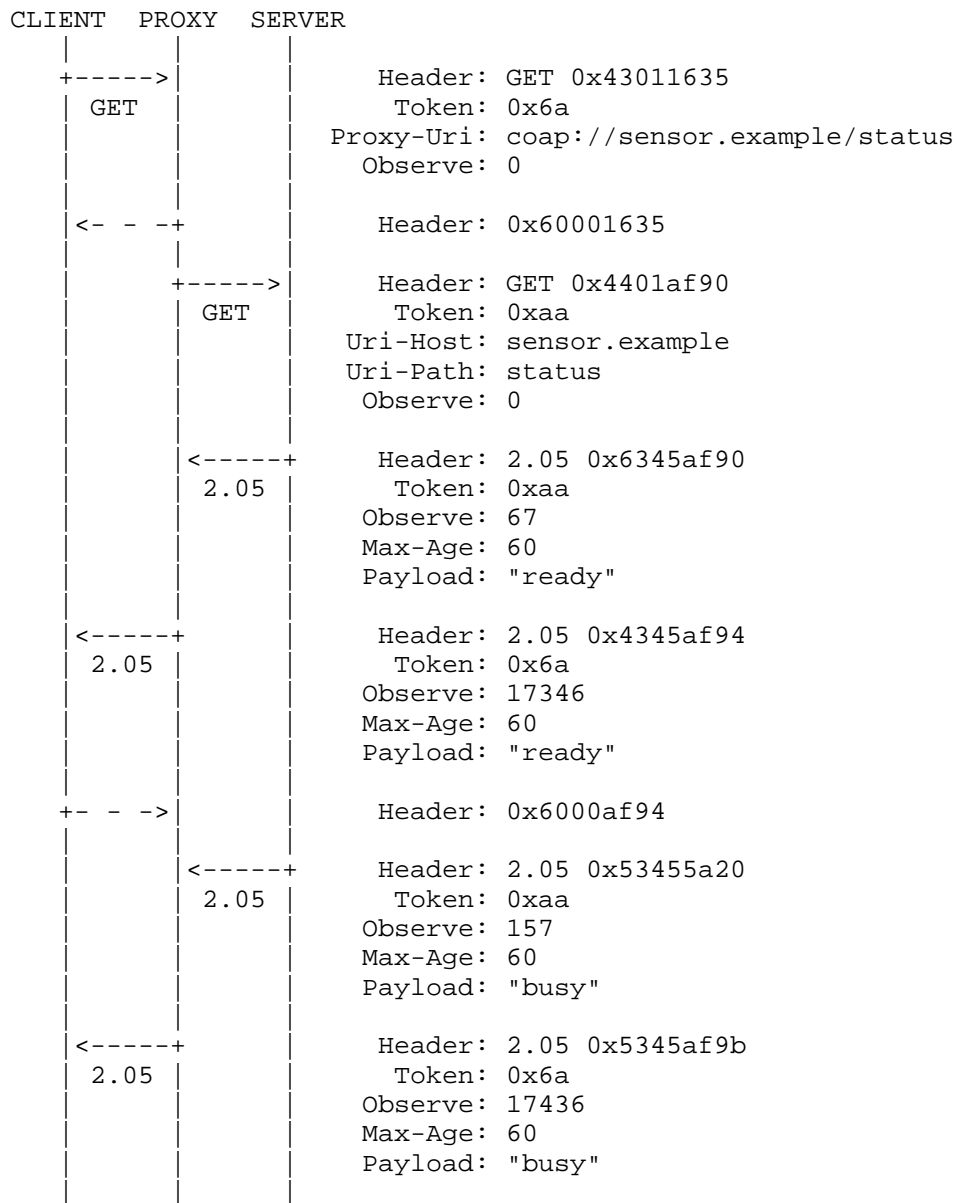 CLIENT PROXY SERVER
+-----> Header: GET 0x43011635
GET Token: 0x6a
Proxy-Uri: coap://sensor.example/status
Observe: 0
<- - -+ Header: 0x60001635
+-----> Header: GET 0x4401af90
GET Token: 0xaa
Uri-Host: sensor.example
Uri-Path: status
Observe: 0
<-----+ Header: 2.05 0x6345af90
2.05 Token: 0xaa
Observe: 67
Max-Age: 60
Payload: "ready"
<-----+ Header: 2.05 0x4345af94
2.05 Token: 0x6a
Observe: 17346
Max-Age: 60
Payload: "ready"
+- - -> Header: 0x6000af94
<-----+ Header: 2.05 0x53455a20
2.05 Token: 0xaa
Observe: 157
Max-Age: 60
Payload: "busy"
<-----+ Header: 2.05 0x5345af9b
2.05 Token: 0x6a
Observe: 17436
Max-Age: 60
Payload: "busy"